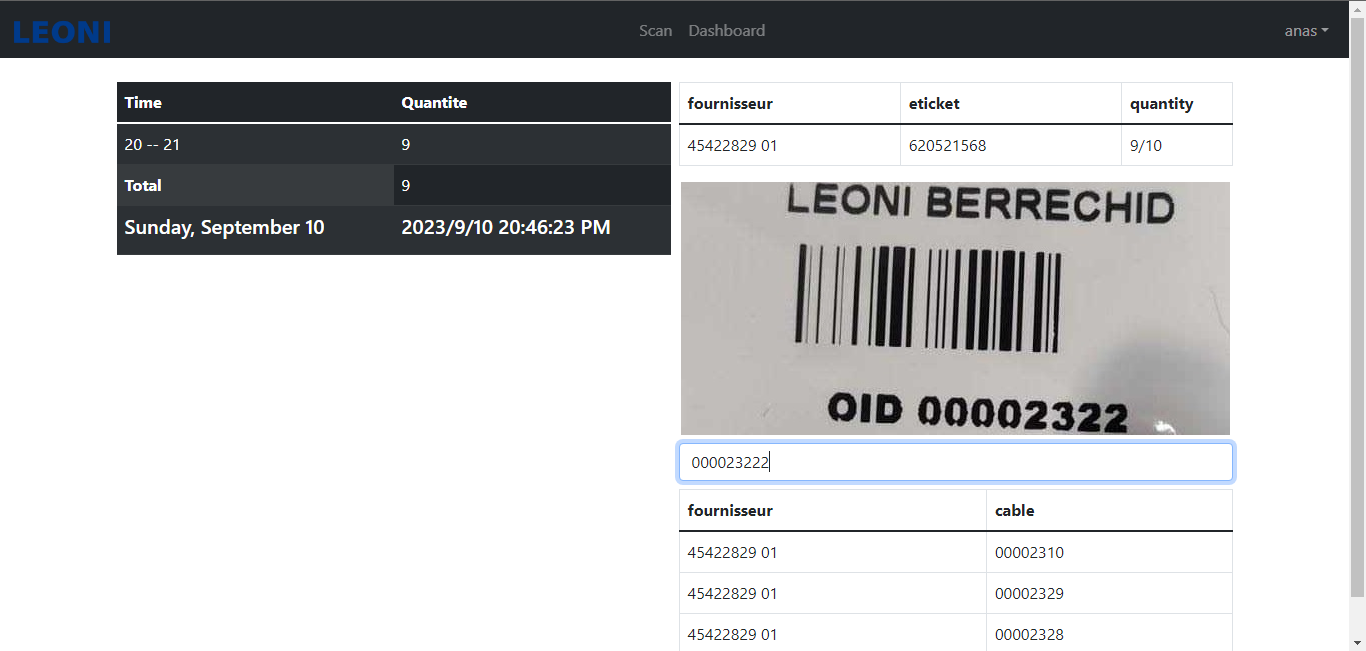 LEONI
Scan Dashboard
anas
Time Quantite
20 -- 21 9
Total 9
Sunday, September 10 2023/9/10 20:46:23 PM
fournisseur eticket quantity
45422829 01 620521568 9/10
LEONI BERRECHID
OID 00002322
000023222
fournisseur cable
45422829 01 00002310
45422829 01 00002329
45422829 01 00002328